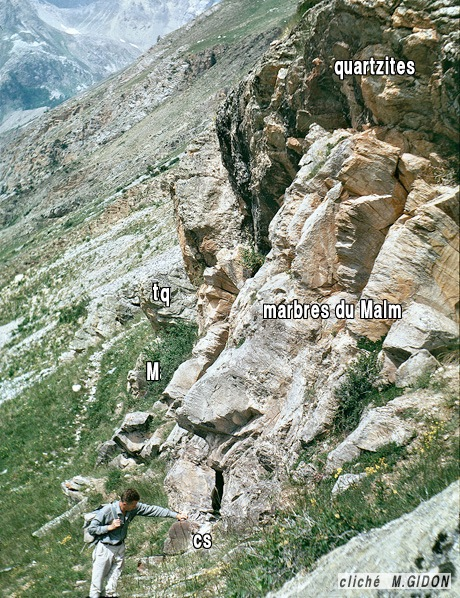 quartzites
tq
marbres du Malm
M
cs
cliché M.GIDON